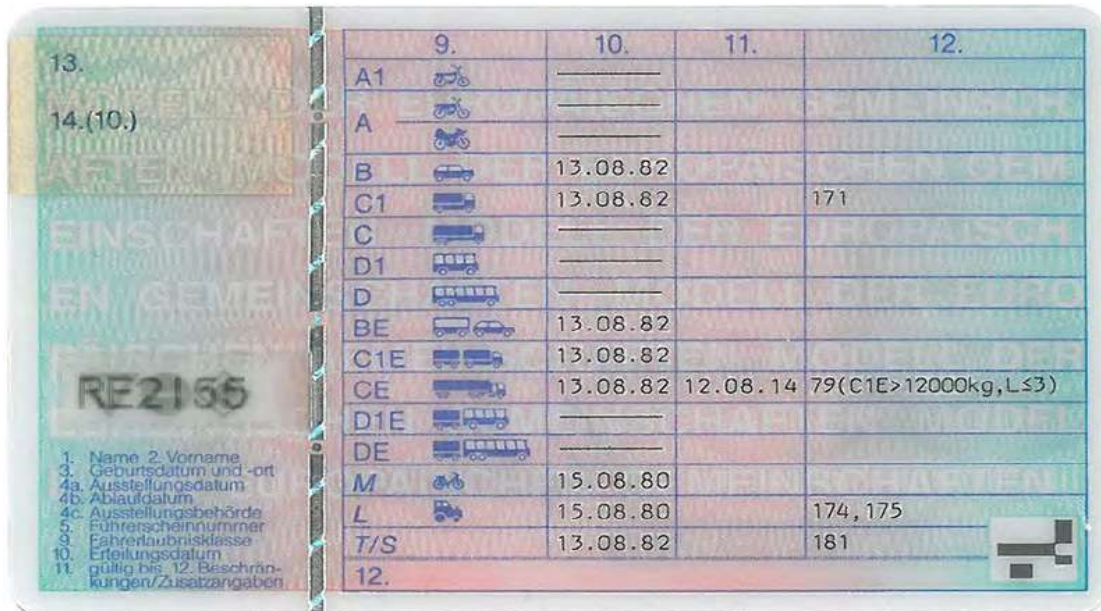 13.
14.(10.)
RE2155
1. Name 2. Vorname
3. Geburtsdatum und -ort
4a. Ausstellungsdatum
4b. Ablaufdatum
4c. Ausstellungsbehörde
5. Führerscheinnummer
9. Fahrerlaubnisklasse
10. Erteilungsdatum
11. gültig bis 12. Beschrän-
kungen/Zusatzangaben
9. 10. 11. 12.
A1
A
B 13.08.82
C1 13.08.82 171
C
D1
D
BE 13.08.82
C1E 13.08.82
CE 13.08.82 12.08.14 79(C1E>12000kg,L≤3)
D1E
DE
M 15.08.80
L 15.08.80 174,175
T/S 13.08.82 181
12.